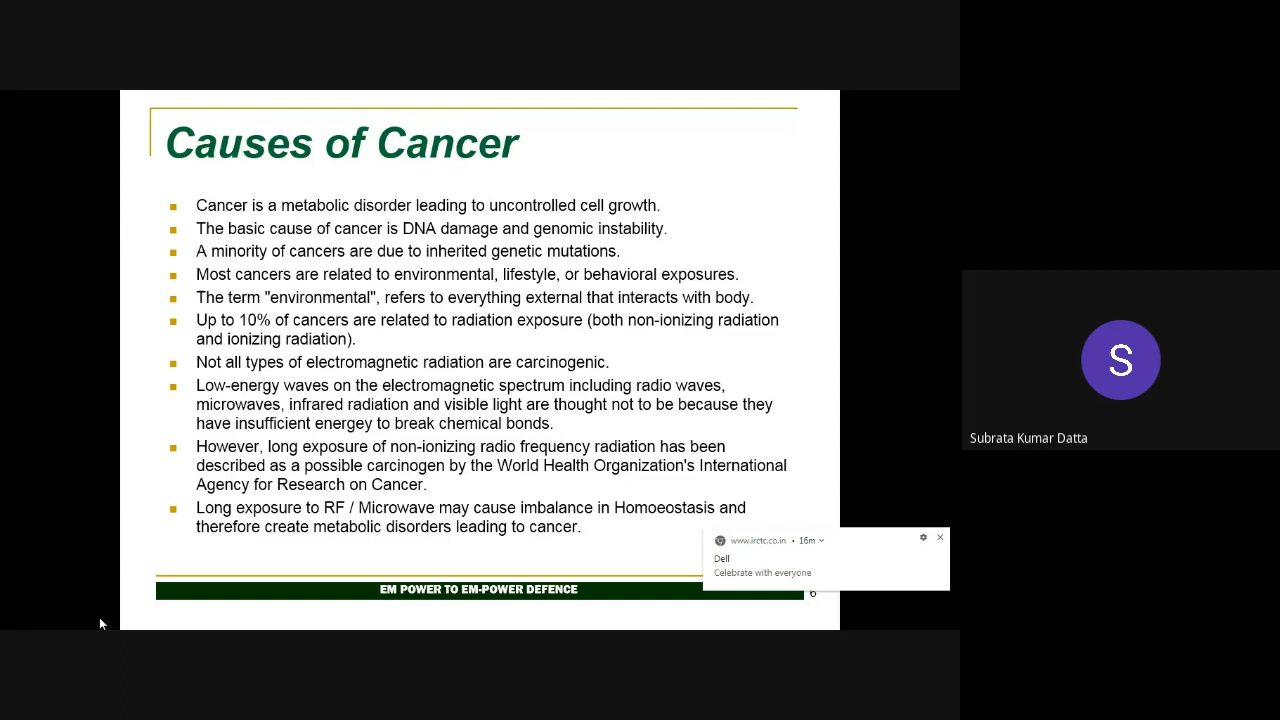 Causes of Cancer
Cancer is a metabolic disorder leading to uncontrolled cell growth.
The basic cause of cancer is DNA damage and genomic instability.
A minority of cancers are due to inherited genetic mutations.
Most cancers are related to environmental, lifestyle, or behavioral exposures.
The term "environmental", refers to everything external that interacts with body.
Up to 10% of cancers are related to radiation exposure (both non-ionizing radiation
and ionizing radiation).
Not all types of electromagnetic radiation are carcinogenic.
Low-energy waves on the electromagnetic spectrum including radio waves,
microwaves, infrared radiation and visible light are thought not to be because they
have insufficient energey to break chemical bonds.
However, long exposure of non-ionizing radio frequency radiation has been
described as a possible carcinogen by the World Health Organization's International
Agency for Research on Cancer.
Long exposure to RF / Microwave may cause imbalance in Homoeostasis and
therefore create metabolic disorders leading to cancer.
EM POWER TO EM-POWER DEFENCE
6
www.irctc.co.in • 16m
Dell
Celebrate with everyone
S
Subrata Kumar Datta